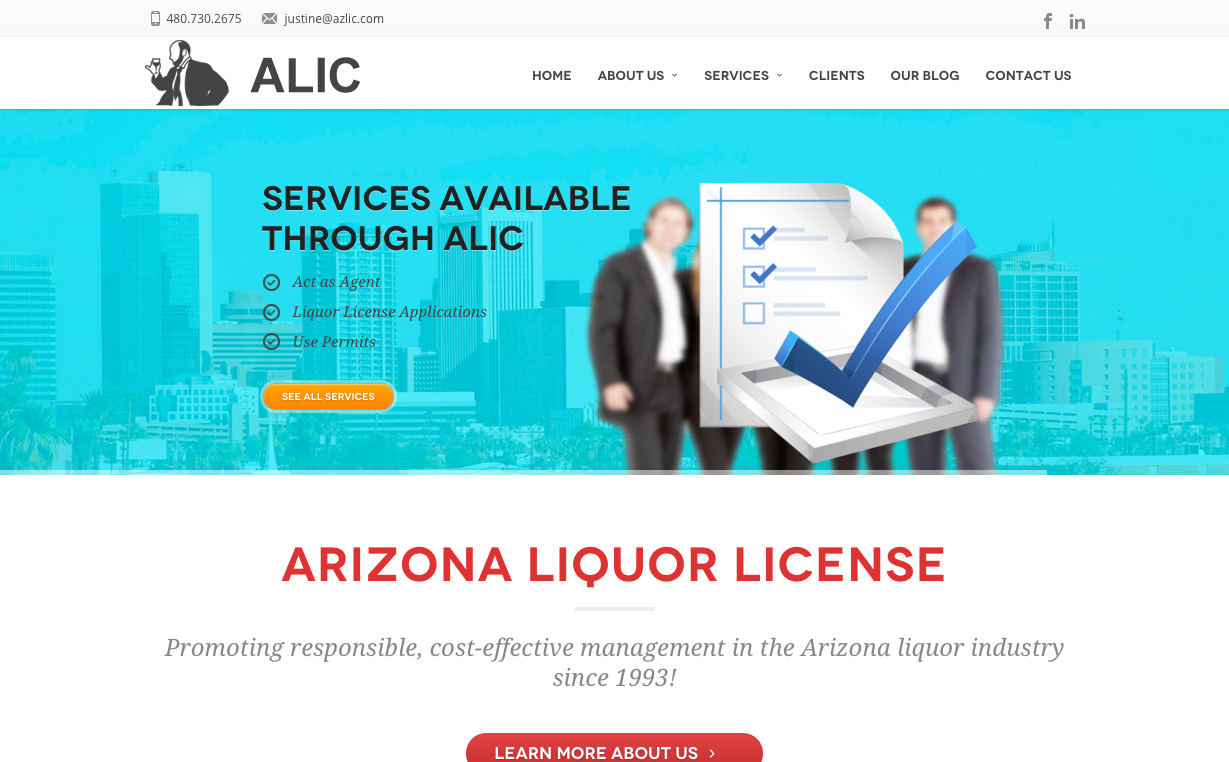 480.730.2675 justine@azlic.com
ALIC
HOME ABOUT US SERVICES CLIENTS OUR BLOG CONTACT US
SERVICES AVAILABLE
THROUGH ALIC
Act as Agent
Liquor License Applications
Use Permits
SEE ALL SERVICES
ARIZONA LIQUOR LICENSE
Promoting responsible, cost-effective management in the Arizona liquor industry
since 1993!
LEARN MORE ABOUT US ›